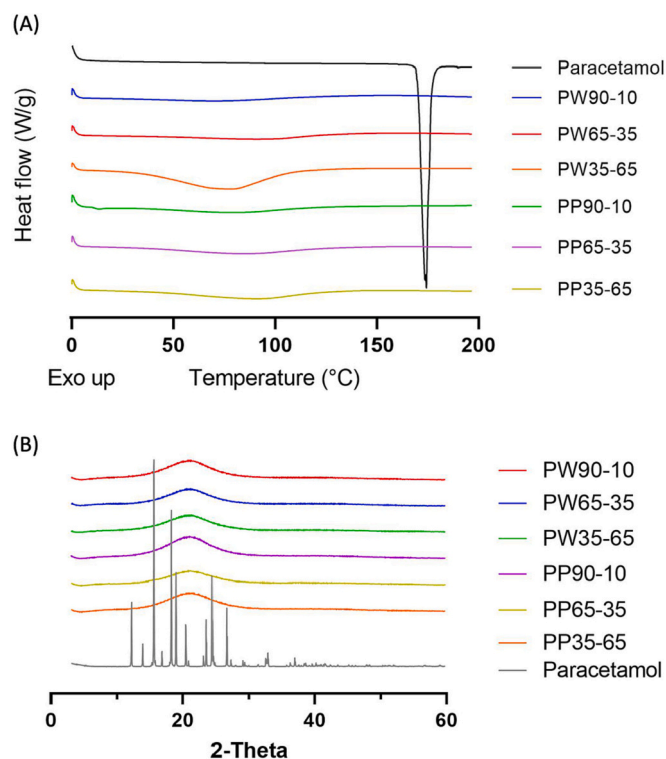 (A)
Heat flow (W/g)
Paracetamol
PW90-10
PW65-35
PW35-65
PP90-10
PP65-35
PP35-65
0 50 100 150 200
Exo up Temperature (°C)
(B)
PW90-10
PW65-35
PW35-65
PP90-10
PP65-35
PP35-65
Paracetamol
0 20 40 60
2-Theta